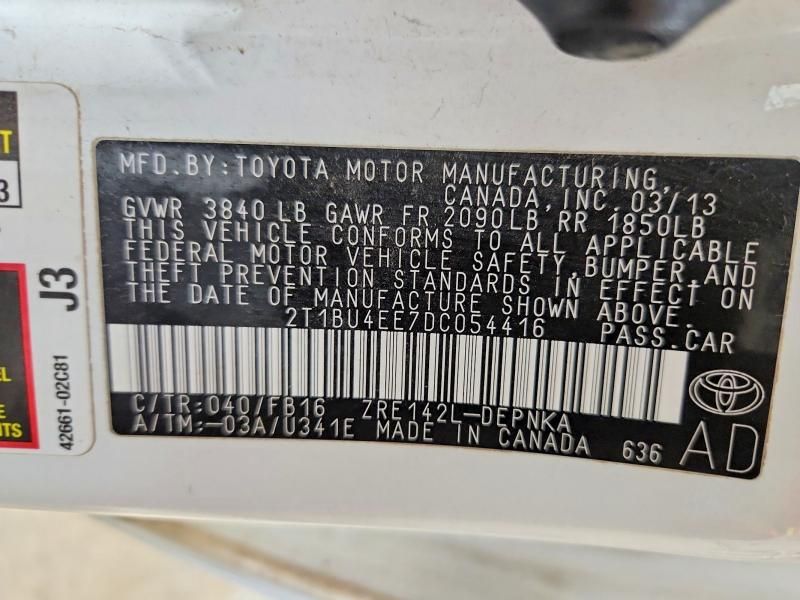 MFD.BY:TOYOTA MOTOR MANUFACTURING,
CANADA, INC. 03/13
GVWR 3840 LB GAWR FR 2090LB RR 1850LB
THIS VEHICLE CONFORMS TO ALL APPLICABLE
FEDERAL MOTOR VEHICLE SAFETY,BUMPER,AND
THEFT PREVENTION STANDARDS IN EFFECT ON
THE DATE OF MANUFACTURE SHOWN ABOVE.
2T1BU4EE7DC054416 PASS.CAR
C/TR:040/FB16 ZRE142L-DEPNKA
A/TM:-03A/U341E MADE IN CANADA 636
AD
J3
42661-02C81
T
3
EL
E
NTS